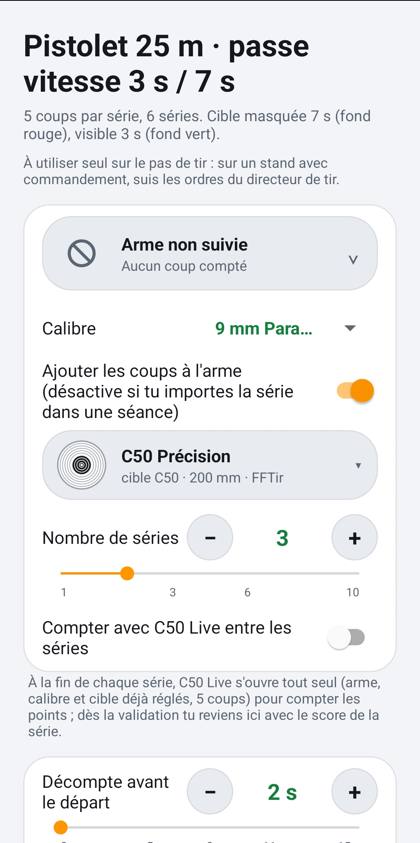 Pistolet 25 m · passe
vitesse 3 s / 7 s
5 coups par série, 6 séries. Cible masquée 7 s (fond
rouge), visible 3 s (fond vert).
À utiliser seul sur le pas de tir : sur un stand avec
commandement, suis les ordres du directeur de tir.
Arme non suivie
Aucun coup compté
Calibre
9 mm Para...
Ajouter les coups à l'arme
(désactive si tu importes la série
dans une séance)
C50 Précision
cible C50 · 200 mm · FFTir
Nombre de séries
−
3
+
1 3 6 10
Compter avec C50 Live entre les
séries
À la fin de chaque série, C50 Live s'ouvre tout seul (arme,
calibre et cible déjà réglés, 5 coups) pour compter les
points ; dès la validation tu reviens ici avec le score de la
série.
Décompte avant
le départ
−
2 s
+